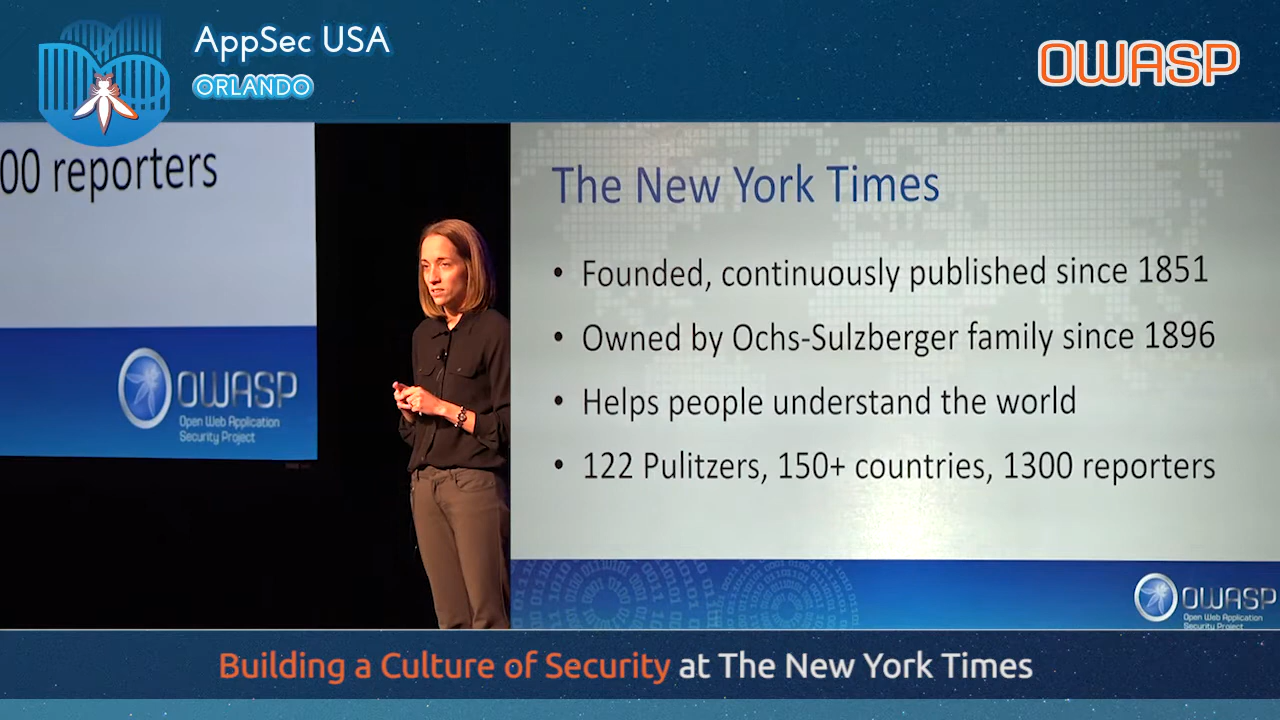 AppSec USA
ORLANDO
OWASP
00 reporters
OWASP
Open Web Application
Security Project
The New York Times
• Founded, continuously published since 1851
• Owned by Ochs-Sulzberger family since 1896
• Helps people understand the world
• 122 Pulitzers, 150+ countries, 1300 reporters
OWASP
Open Web Application
Security Project
Building a Culture of Security at The New York Times